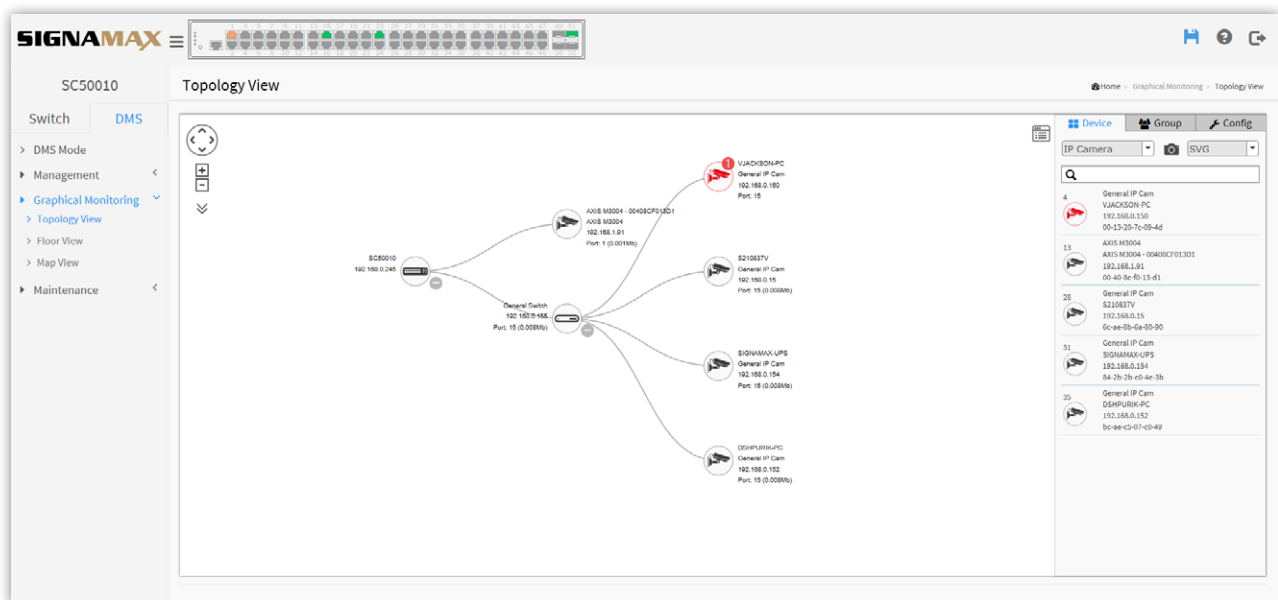 SIGNAMAX
SC50010
Topology View
Home > Graphical Monitoring > Topology View
Switch
DMS
> DMS Mode
Management
Graphical Monitoring
> Topology View
> Floor View
> Map View
Maintenance
SC50010
192.168.0.245
AXIS M3004 - 00408CF013D1
AXIS M3004
192.168.1.91
Port: 1 (0.001Mb)
General Switch
192.168.0.155
Port: 15 (0.008Mb)
1
VJACKSON-PC
General IP Cam
192.168.0.150
Port: 15
S210837V
General IP Cam
192.168.0.15
Port: 15 (0.008Mb)
SIGNAMAX-UPS
General IP Cam
192.168.0.154
Port: 15 (0.008Mb)
DSHPURIK-PC
General IP Cam
192.168.0.152
Port: 15 (0.008Mb)
Device
Group
Config
IP Camera
SVG
4
General IP Cam
VJACKSON-PC
192.168.0.150
00-13-20-7c-09-4d
13
AXIS M3004
AXIS M3004 - 00408CF013D1
192.168.1.91
00-40-8c-f0-13-d1
28
General IP Cam
S210837V
192.168.0.15
6c-ae-8b-6a-80-90
31
General IP Cam
SIGNAMAX-UPS
192.168.0.154
84-2b-2b-c0-4e-3b
35
General IP Cam
DSHPURIK-PC
192.168.0.152
bc-ae-c5-07-c0-49